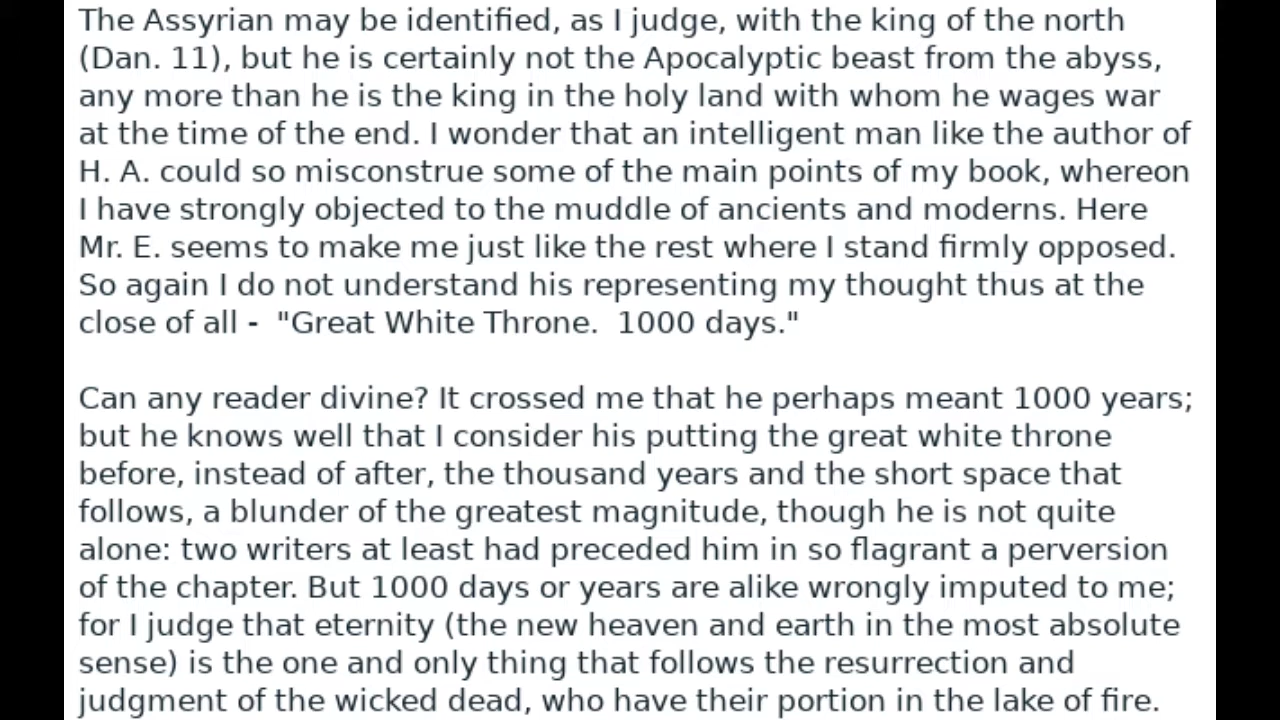 The Assyrian may be identified, as I judge, with the king of the north
(Dan. 11), but he is certainly not the Apocalyptic beast from the abyss,
any more than he is the king in the holy land with whom he wages war
at the time of the end. I wonder that an intelligent man like the author of
H. A. could so misconstrue some of the main points of my book, whereon
I have strongly objected to the muddle of ancients and moderns. Here
Mr. E. seems to make me just like the rest where I stand firmly opposed.
So again I do not understand his representing my thought thus at the
close of all -  "Great White Throne.  1000 days."

Can any reader divine? It crossed me that he perhaps meant 1000 years;
but he knows well that I consider his putting the great white throne
before, instead of after, the thousand years and the short space that
follows, a blunder of the greatest magnitude, though he is not quite
alone: two writers at least had preceded him in so flagrant a perversion
of the chapter. But 1000 days or years are alike wrongly imputed to me;
for I judge that eternity (the new heaven and earth in the most absolute
sense) is the one and only thing that follows the resurrection and
judgment of the wicked dead, who have their portion in the lake of fire.